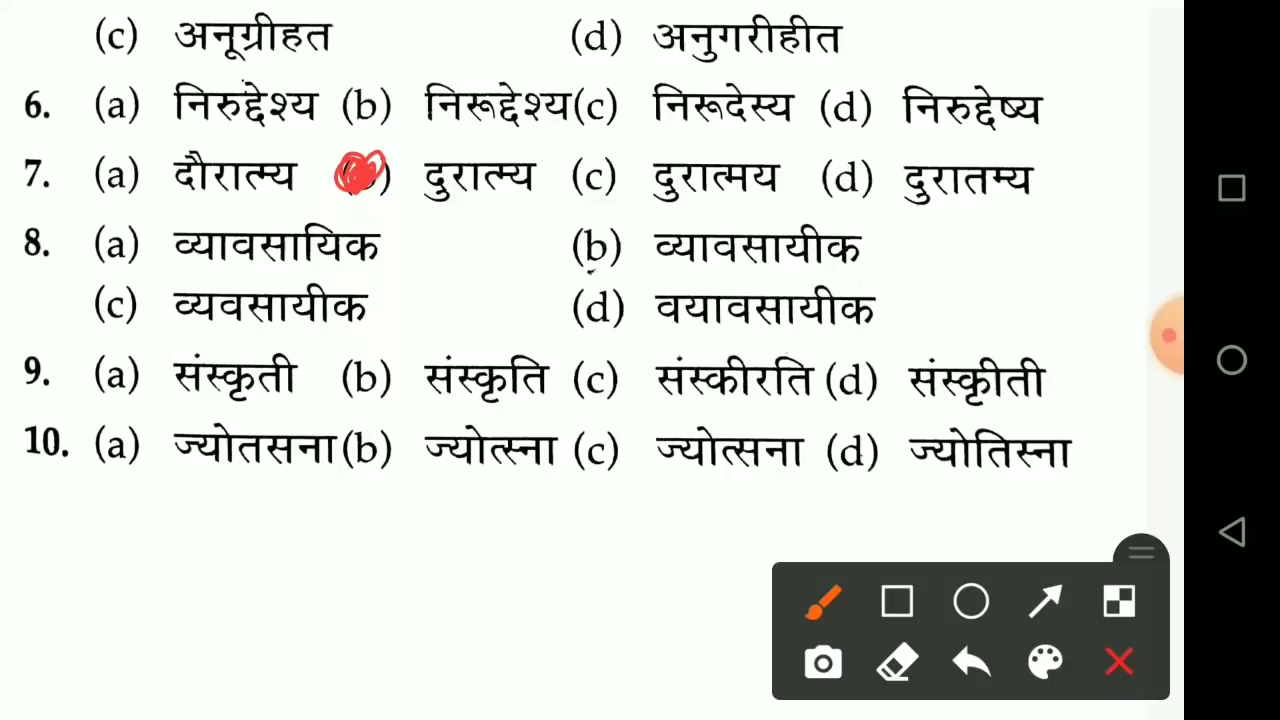 (c) अनूग्रीहत (d) अनुगरीहीत
6. (a) निरुद्देश्य (b) निरूद्देश्य (c) निरूदेस्य (d) निरुद्देष्य
7. (a) दौरात्म्य ) दुरात्म्य (c) दुरात्मय (d) दुरातम्य
8. (a) व्यावसायिक (b) व्यावसायीक
(c) व्यवसायीक (d) वयावसायीक
9. (a) संस्कृती (b) संस्कृति (c) संस्कीरति (d) संस्कृीती
10. (a) ज्योतसना (b) ज्योत्स्ना (c) ज्योत्सना (d) ज्योतिस्ना